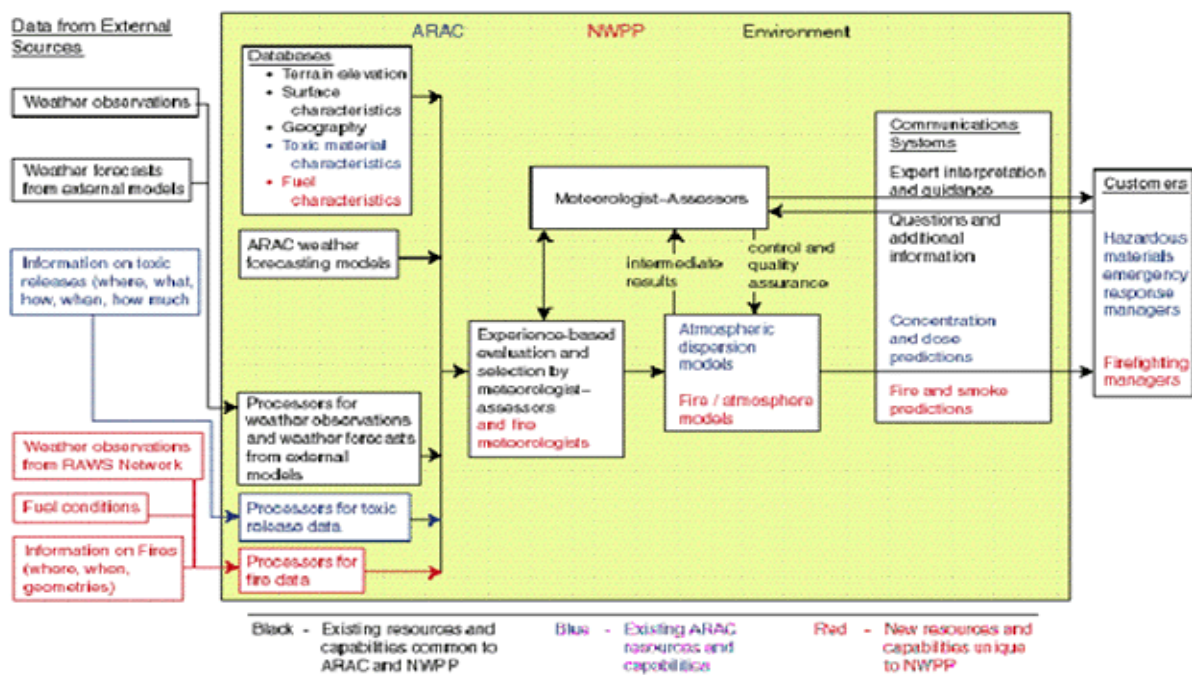 Data from External
Sources
Weather observations
Weather forecasts
from external models
Information on toxic
releases (where, what,
how, when, how much
Weather observations
from RAWS Network
Fuel conditions
Information on Fires
(where, when,
geometries)
ARAC NWPP Environment
Databases
• Terrain elevation
• Surface
characteristics
• Geography
• Toxic material
characteristics
• Fuel
characteristics
ARAC weather
forecasting models
Processors for
weather observations
and weather forecasts
from external
models
Processors for toxic
release data.
Processors for
fire data
Experience-based
evaluation and
selection by
meteorologist–
assessors
and fire
meteorologists
Meteorologist–Assessors
intermediate
results
control and
quality
assurance
Atmospheric
dispersion
models
Fire / atmosphere
models
Communications
Systems
Expert interpretation
and guidance
Questions and
additional
information
Concentration
and dose
predictions
Fire and smoke
predictions
Customers
Hazardous
materials
emergency
response
managers
Firefighting
managers
Black - Existing resources and
capabilities common to
ARAC and NWPP
Blue - Existing ARAC
resources and
capabilities
Red - New resources and
capabilities unique
to NWPP